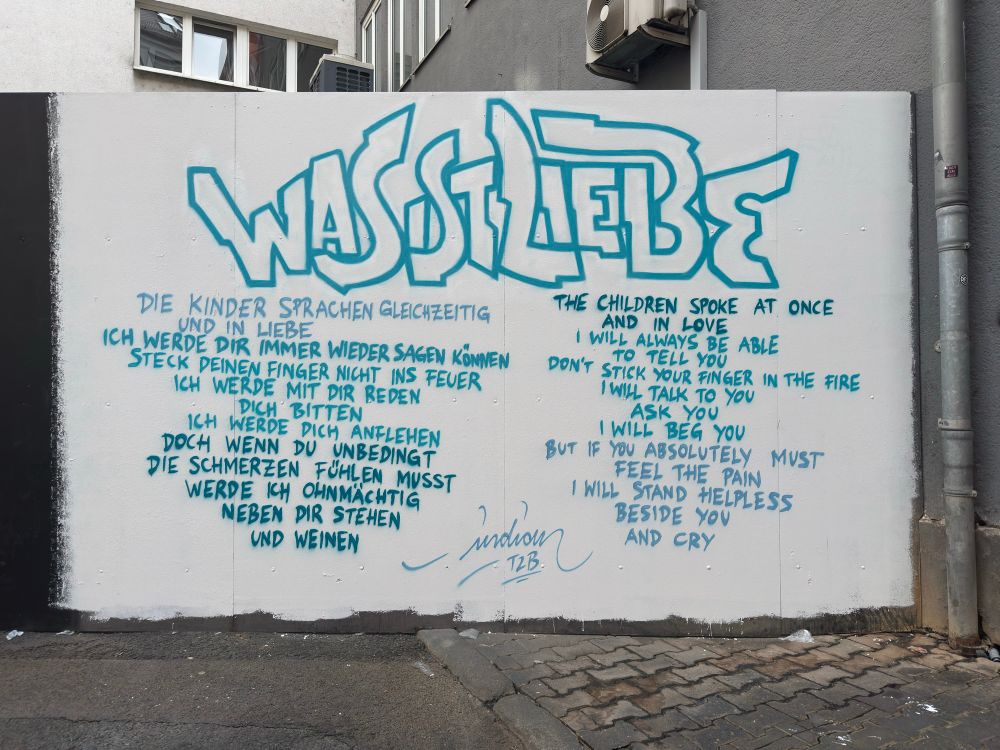 WAS IST LIEBE
DIE KINDER SPRACHEN GLEICHZEITIG
UND IN LIEBE
ICH WERDE DIR IMMER WIEDER SAGEN KÖNNEN
STECK DEINEN FINGER NICHT INS FEUER
ICH WERDE MIT DIR REDEN
DICH BITTEN
ICH WERDE DICH ANFLEHEN
DOCH WENN DU UNBEDINGT
DIE SCHMERZEN FÜHLEN MUSST
WERDE ICH OHNMÄCHTIG
NEBEN DIR STEHEN
UND WEINEN
THE CHILDREN SPOKE AT ONCE
AND IN LOVE
I WILL ALWAYS BE ABLE
TO TELL YOU
DON'T STICK YOUR FINGER IN THE FIRE
I WILL TALK TO YOU
ASK YOU
I WILL BEG YOU
BUT IF YOU ABSOLUTELY MUST
FEEL THE PAIN
I WILL STAND HELPLESS
BESIDE YOU
AND CRY
indian
TZB